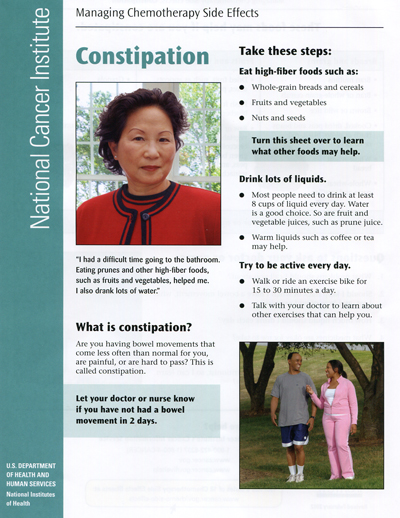 National Cancer Institute
Managing Chemotherapy Side Effects
Constipation
"I had a difficult time going to the bathroom.
Eating prunes and other high-fiber foods,
such as fruits and vegetables, helped me.
I also drank lots of water."
What is constipation?
Are you having bowel movements that
come less often than normal for you,
are painful, or are hard to pass? This is
called constipation.
Let your doctor or nurse know
if you have not had a bowel
movement in 2 days.
Take these steps:
Eat high-fiber foods such as:
● Whole-grain breads and cereals
● Fruits and vegetables
● Nuts and seeds
Turn this sheet over to learn
what other foods may help.
Drink lots of liquids.
● Most people need to drink at least
8 cups of liquid every day. Water
is a good choice. So are fruit and
vegetable juices, such as prune juice.
● Warm liquids such as coffee or tea
may help.
Try to be active every day.
● Walk or ride an exercise bike for
15 to 30 minutes a day.
● Talk with your doctor to learn about
other exercises that can help you.
U.S. DEPARTMENT
OF HEALTH AND
HUMAN SERVICES
National Institutes
of Health